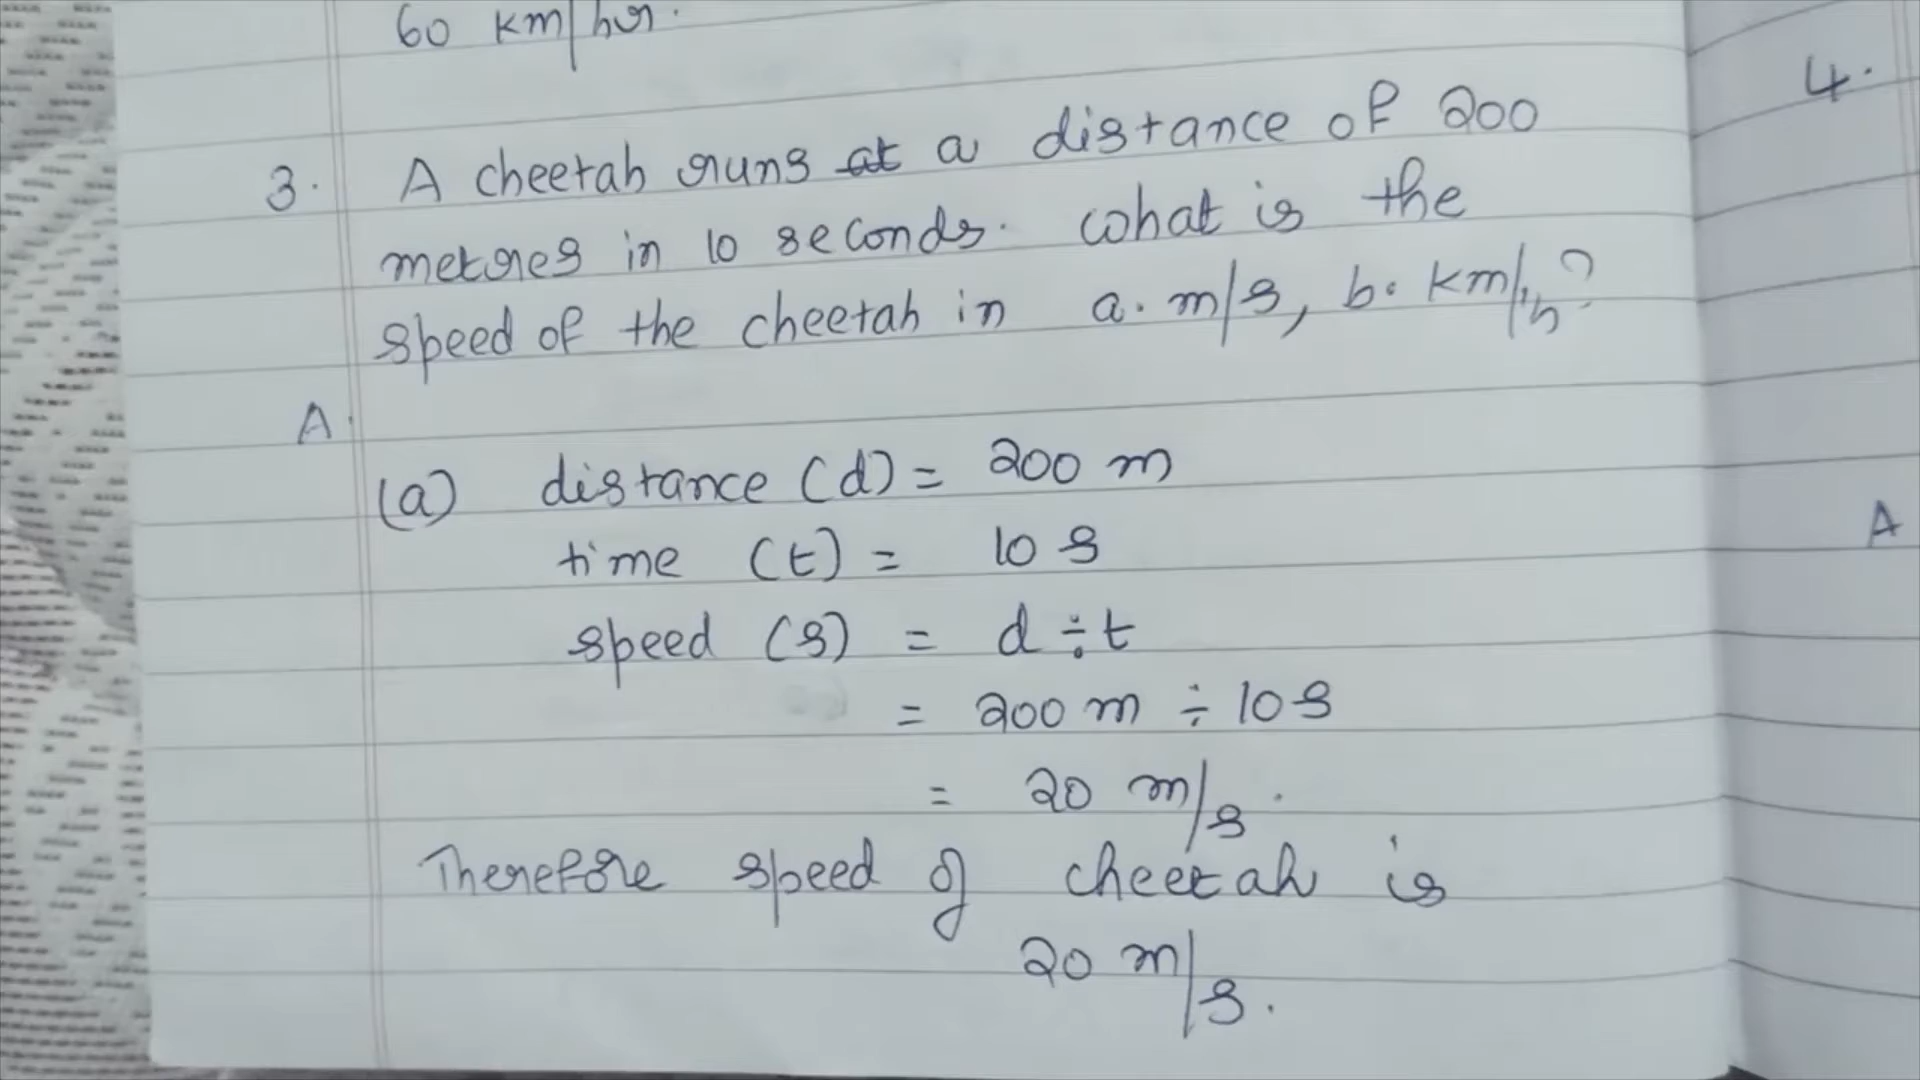 60 km/hr.
3. A cheetah runs at a distance of 200
metres in 10 seconds. What is the
speed of the cheetah in a. m/s, b. km/h?
A.
(a) distance (d) = 200 m
time (t) = 10 s
speed (s) = d ÷ t
= 200 m ÷ 10 s
= 20 m/s.
Therefore speed of cheetah is
20 m/s.
4.
A